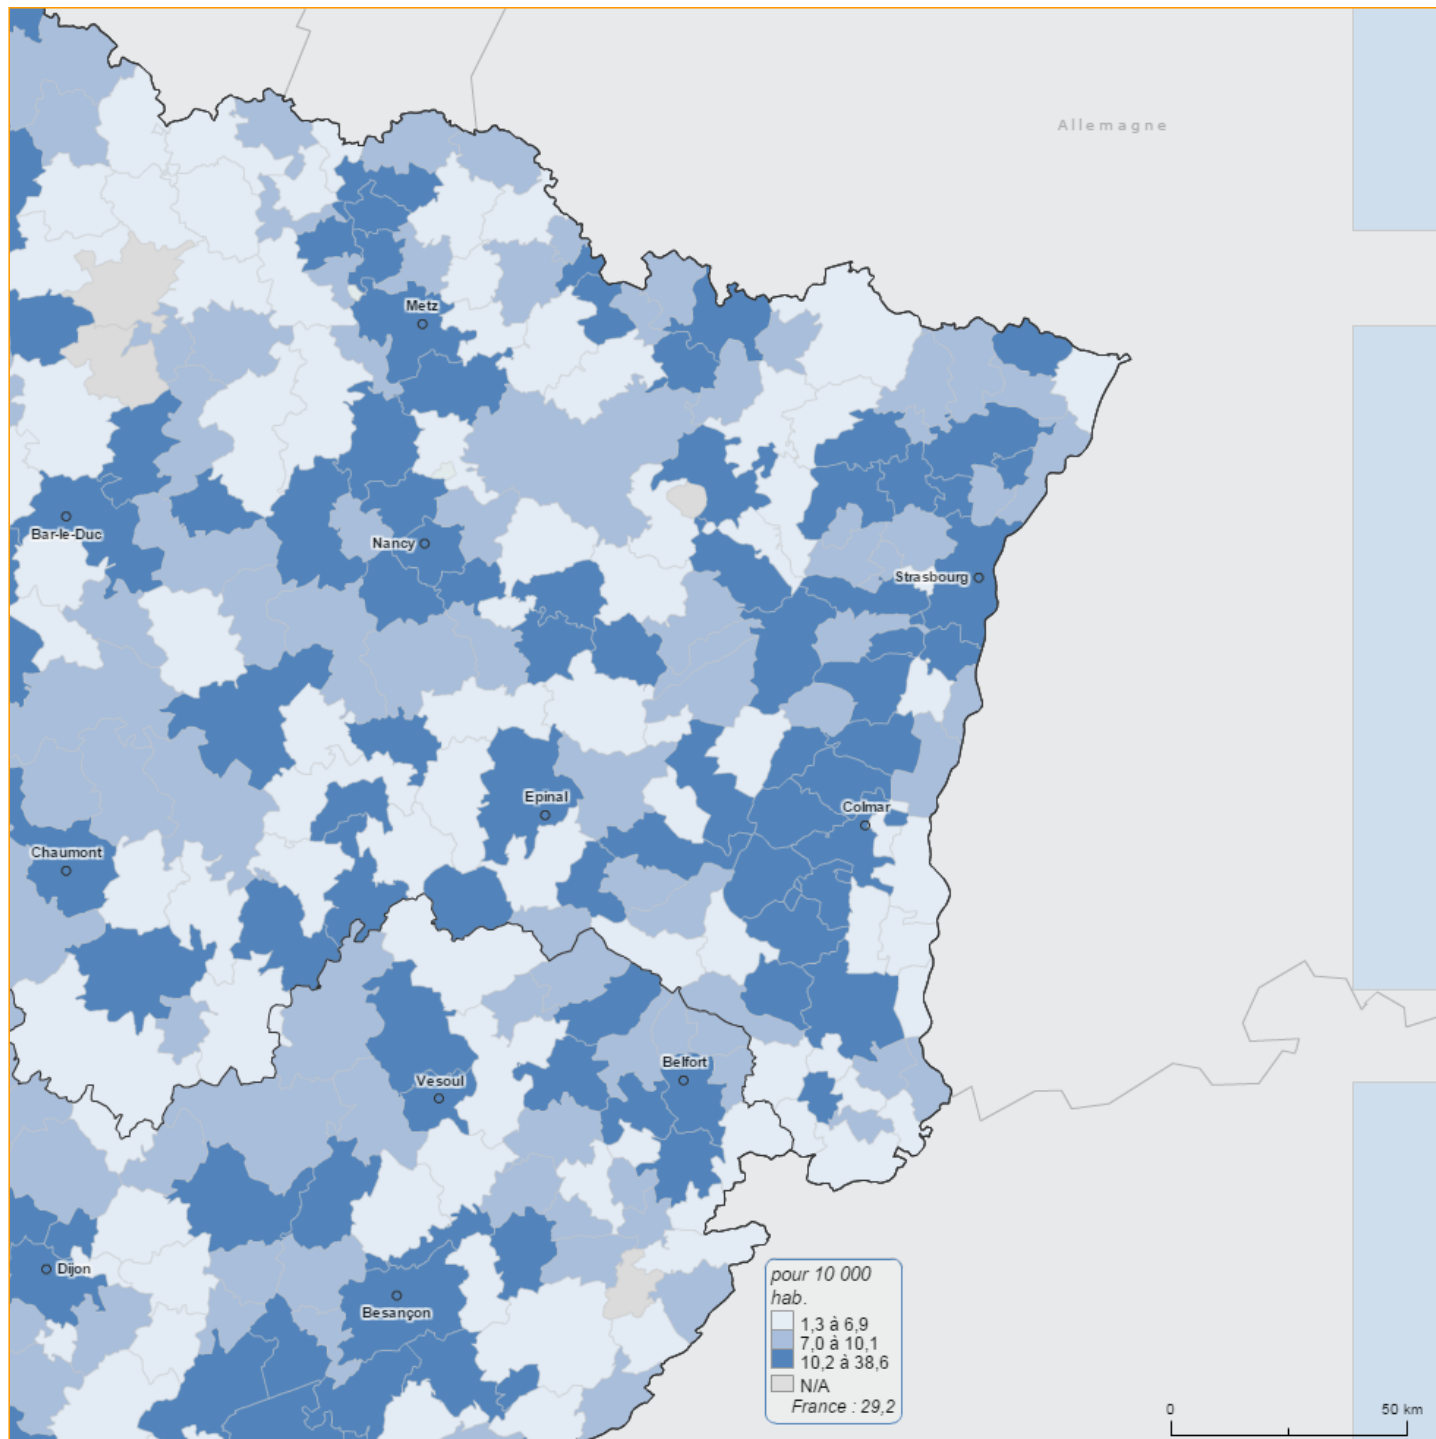 Allemagne
Metz
Bar-le-Duc
Nancy
Strasbourg
Epinal
Colmar
Chaumont
Belfort
Vesoul
Dijon
Besançon
pour 10 000
hab.
1,3 à 6,9
7,0 à 10,1
10,2 à 38,6
N/A
France : 29,2
0 50 km